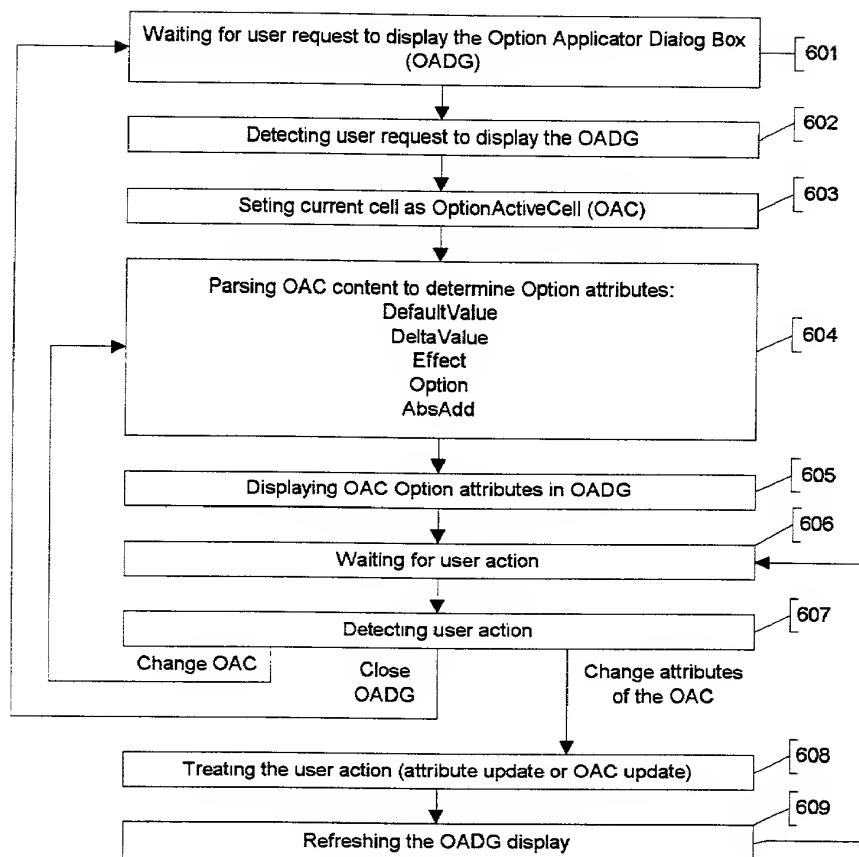 Waiting for user request to display the Option Applicator Dialog Box
(OADG)
601
602
Detecting user request to display the OADG
603
Seting current cell as OptionActiveCell (OAC)
Parsing OAC content to determine Option attributes:
DefaultValue
DeltaValue
Effect
Option
AbsAdd
604
605
Displaying OAC Option attributes in OADG
606
Waiting for user action
607
Detecting user action
Change OAC
Close
OADG
Change attributes
of the OAC
608
Treating the user action (attribute update or OAC update)
609
Refreshing the OADG display